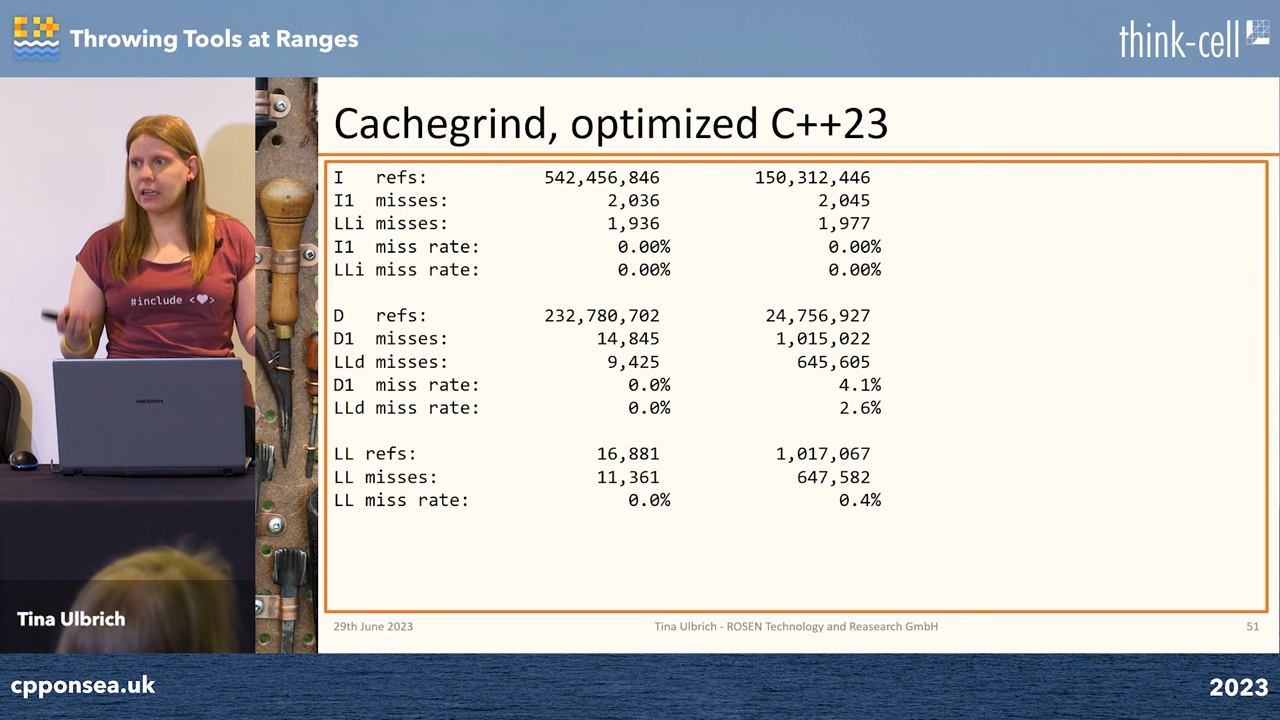 Throwing Tools at Ranges
think-cell
Cachegrind, optimized C++23
I refs: 542,456,846 150,312,446
I1 misses: 2,036 2,045
LLi misses: 1,936 1,977
I1 miss rate: 0.00% 0.00%
LLi miss rate: 0.00% 0.00%
D refs: 232,780,702 24,756,927
D1 misses: 14,845 1,015,022
LLd misses: 9,425 645,605
D1 miss rate: 0.0% 4.1%
LLd miss rate: 0.0% 2.6%
LL refs: 16,881 1,017,067
LL misses: 11,361 647,582
LL miss rate: 0.0% 0.4%
#include <♥>
Tina Ulbrich
29th June 2023 Tina Ulbrich - ROSEN Technology and Reasearch GmbH 51
cpponsea.uk
2023